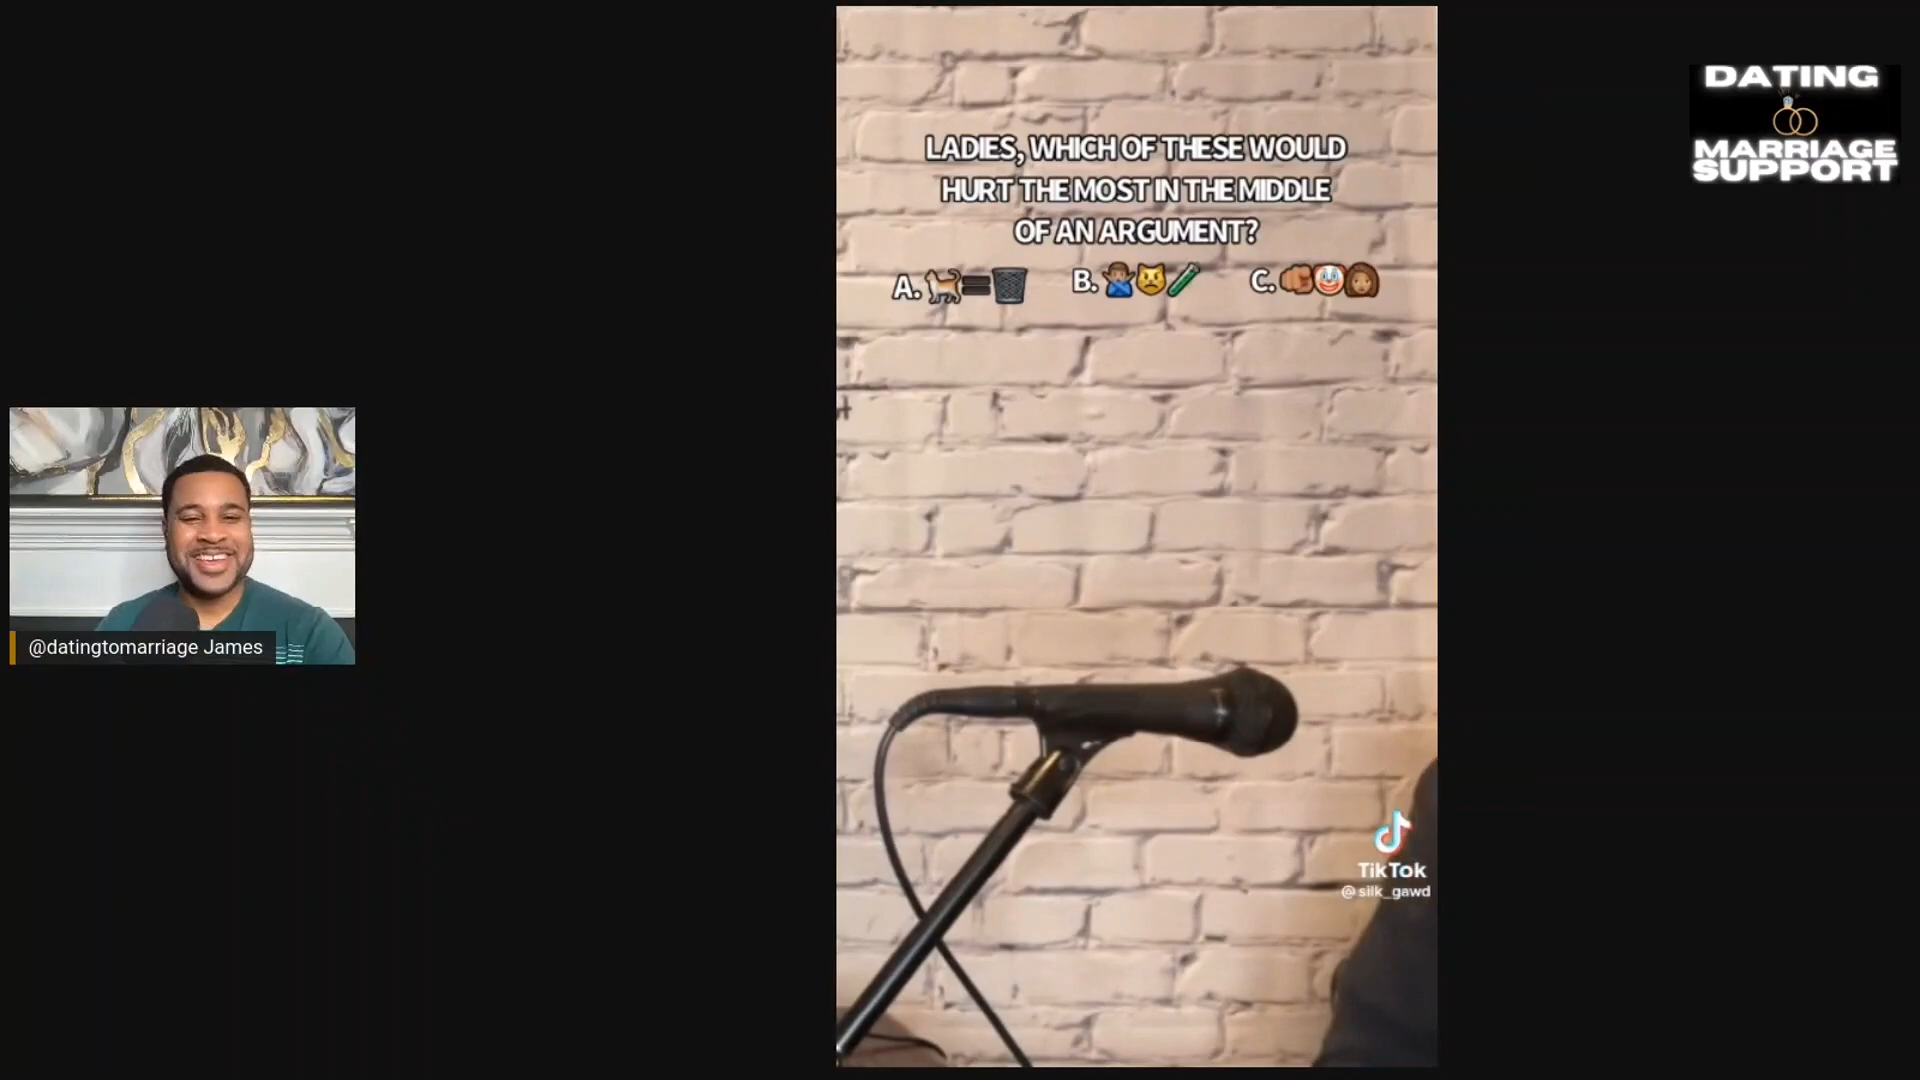 DATING
MARRIAGE
SUPPORT
LADIES, WHICH OF THESE WOULD
HURT THE MOST IN THE MIDDLE
OF AN ARGUMENT?
A.🐈=🗑️ B.🙅🏽‍♂️😾🧪 C.🫵🏽🤡👩🏽
@datingtomarriage James
TikTok
@silk_gawd